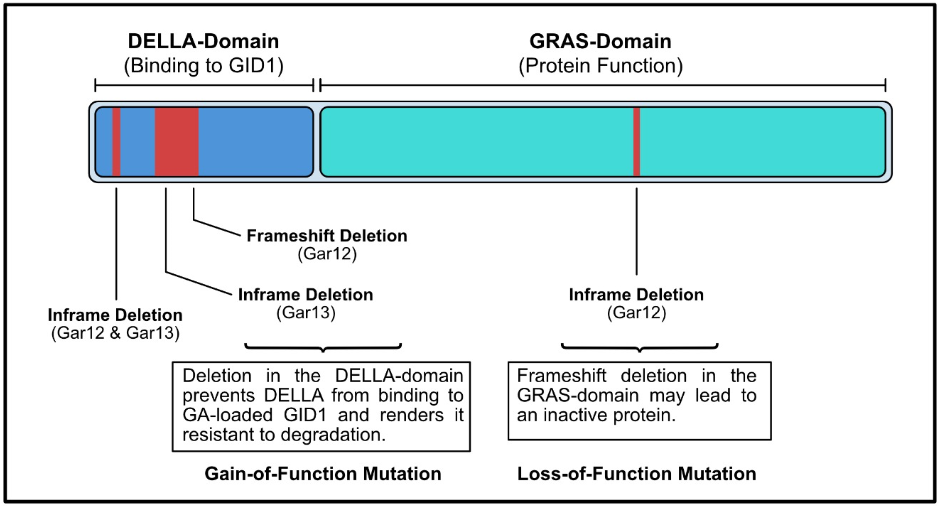 DELLA-Domain
(Binding to GID1)
GRAS-Domain
(Protein Function)
Frameshift Deletion
(Gar12)
Inframe Deletion
(Gar13)
Inframe Deletion
(Gar12 & Gar13)
Inframe Deletion
(Gar12)
Deletion in the DELLA-domain
prevents DELLA from binding to
GA-loaded GID1 and renders it
resistant to degradation.
Gain-of-Function Mutation
Frameshift deletion in the
GRAS-domain may lead to
an inactive protein.
Loss-of-Function Mutation